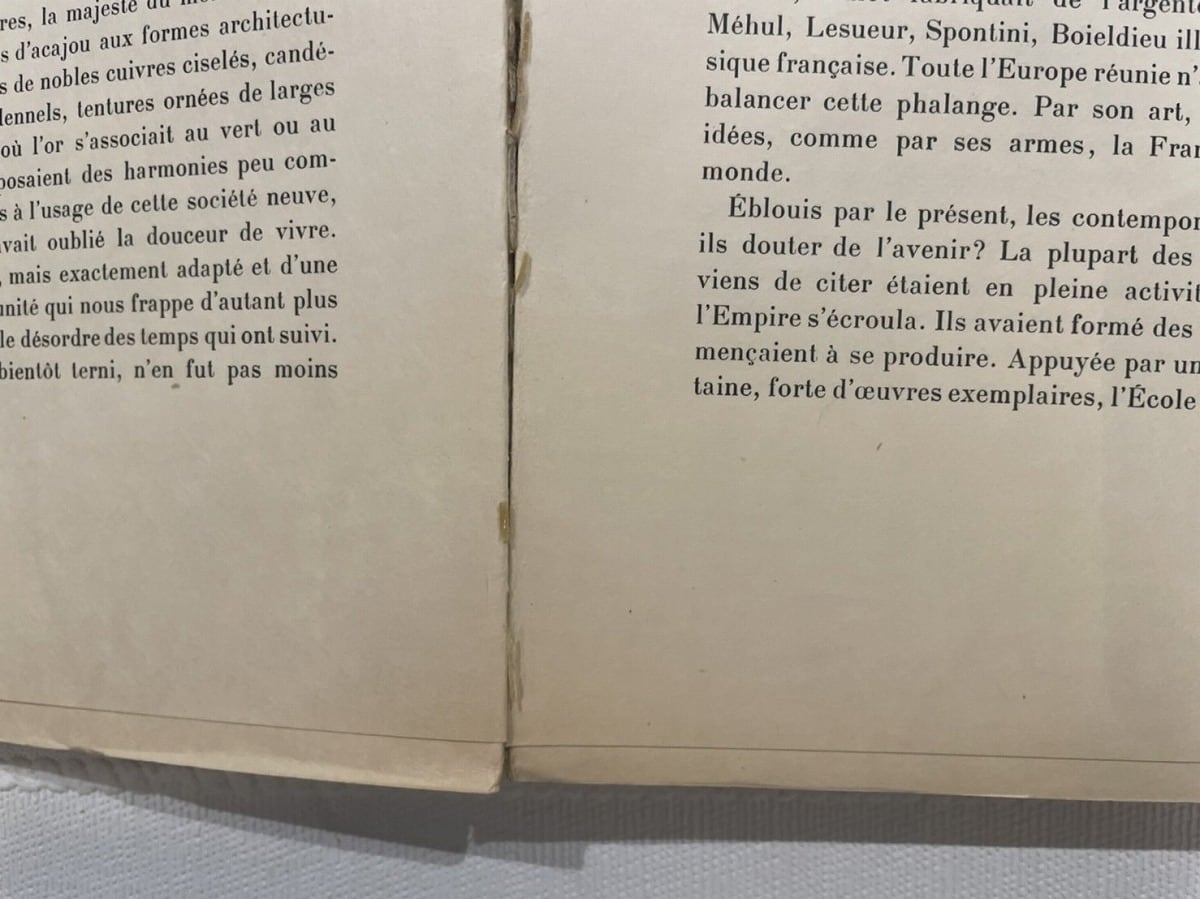 la majesté du
s d'acajou aux formes architectu-
s de nobles cuivres ciselés, candé-
lennels, tentures ornées de larges
où l'or s'associait au vert ou au
posaient des harmonies peu com-
s à l'usage de cette société neuve,
vait oublié la douceur de vivre.
, mais exactement adapté et d'une
unité qui nous frappe d'autant plus
le désordre des temps qui ont suivi.
bientôt terni, n'en fut pas moins
fabriquait de l'argent
Méhul, Lesueur, Spontini, Boieldieu ill
sique française. Toute l'Europe réunie n'
balancer cette phalange. Par son art,
idées, comme par ses armes, la Fran
monde.
Éblouis par le présent, les contempor
ils douter de l'avenir? La plupart des
viens de citer étaient en pleine activit
l'Empire s'écroula. Ils avaient formé des
mençaient à se produire. Appuyée par un
taine, forte d'œuvres exemplaires, l'École